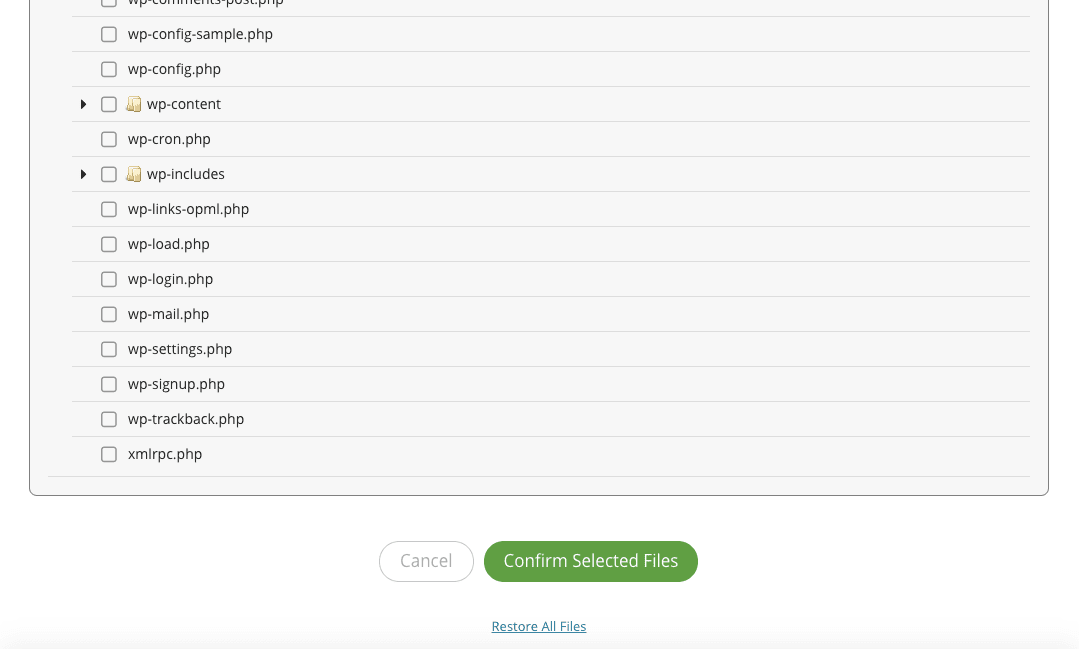 wp-comments-post.php
wp-config-sample.php
wp-config.php
wp-content
wp-cron.php
wp-includes
wp-links-opml.php
wp-load.php
wp-login.php
wp-mail.php
wp-settings.php
wp-signup.php
wp-trackback.php
xmlrpc.php
Cancel Confirm Selected Files
Restore All Files